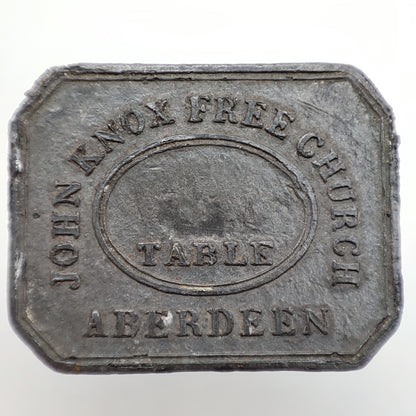 JOHN KNOX FREE CHURCH
TABLE
ABERDEEN